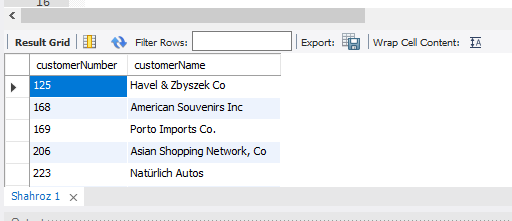 16
Result Grid Filter Rows: Export: Wrap Cell Content: IA
customerNumber customerName
125 Havel & Zbyszek Co
168 American Souvenirs Inc
169 Porto Imports Co.
206 Asian Shopping Network, Co
223 Natürlich Autos
Shahroz 1